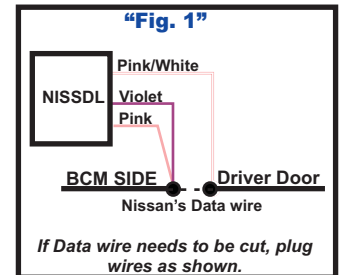 “Fig. 1”
Pink/White
NISSDL
Violet
Pink
BCM SIDE
Driver Door
Nissan's Data wire
If Data wire needs to be cut, plug
wires as shown.